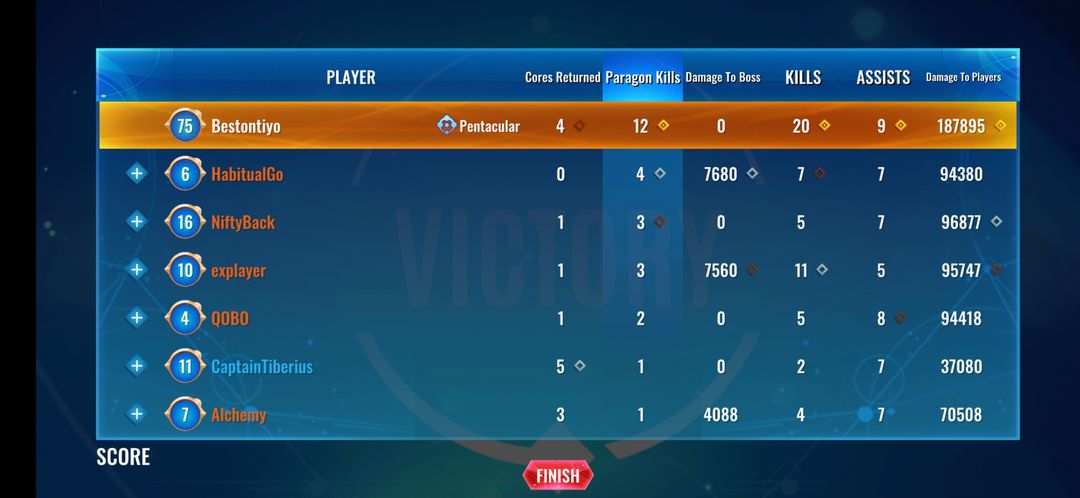 PLAYER Cores Returned Paragon Kills Damage To Boss KILLS ASSISTS Damage To Players
75 Bestontiyo Pentacular 4 12 0 20 9 187895
6 HabitualGo 0 4 7680 7 7 94380
16 NiftyBack 1 3 0 5 7 96877
10 explayer 1 3 7560 11 5 95747
4 QOBO 1 2 0 5 8 94418
11 CaptainTiberius 5 1 0 2 7 37080
7 Alchemy 3 1 4088 4 7 70508
VICTORY
SCORE
FINISH